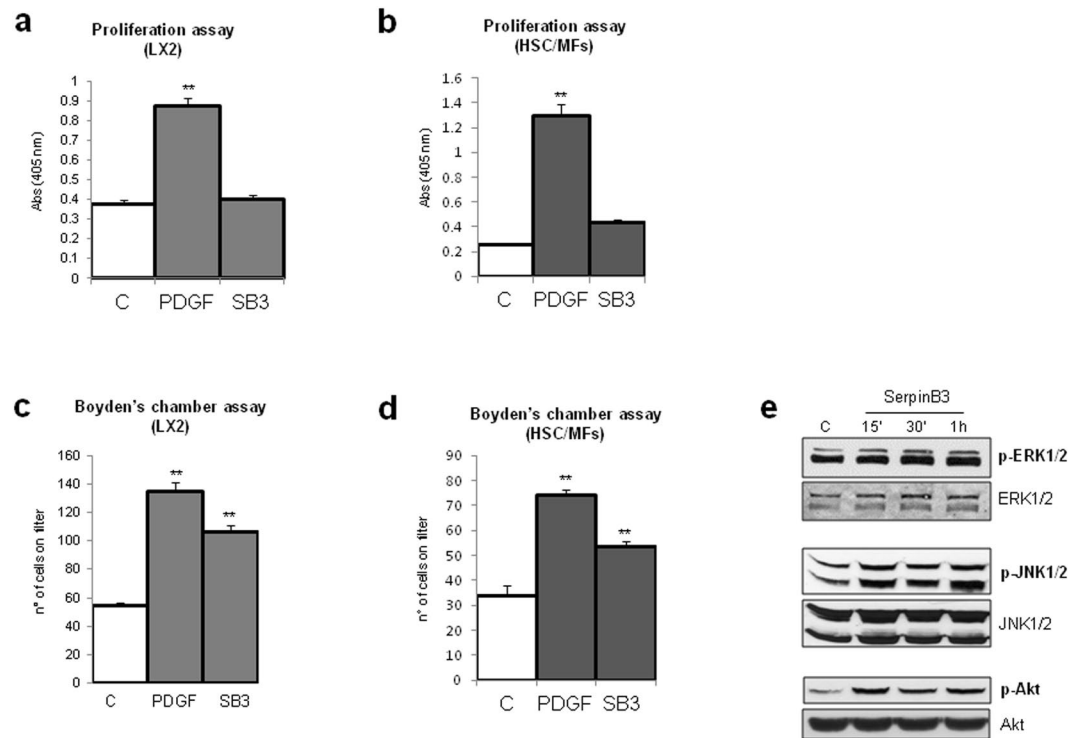 a
Proliferation assay
(LX2)
Abs (405 nm)
1
0.9
0.8
0.7
0.6
0.5
0.4
0.3
0.2
0.1
0
**
C PDGF SB3
b
Proliferation assay
(HSC/MFs)
Abs (405 nm)
1.6
1.4
1.2
1
0.8
0.6
0.4
0.2
0
**
C PDGF SB3
c
Boyden's chamber assay
(LX2)
n° of cells on filter
160
140
120
100
80
60
40
20
0
**
**
C PDGF SB3
d
Boyden's chamber assay
(HSC/MFs)
n° of cells on filter
90
80
70
60
50
40
30
20
10
0
**
**
C PDGF SB3
e
SerpinB3
C 15' 30' 1h
p-ERK1/2
ERK1/2
p-JNK1/2
JNK1/2
p-Akt
Akt